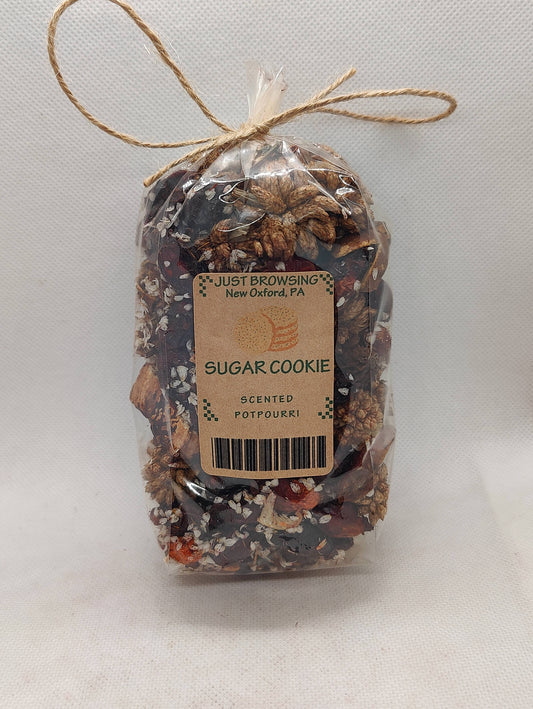 JUST BROWSING
New Oxford, PA
SUGAR COOKIE
SCENTED
POTPOURRI